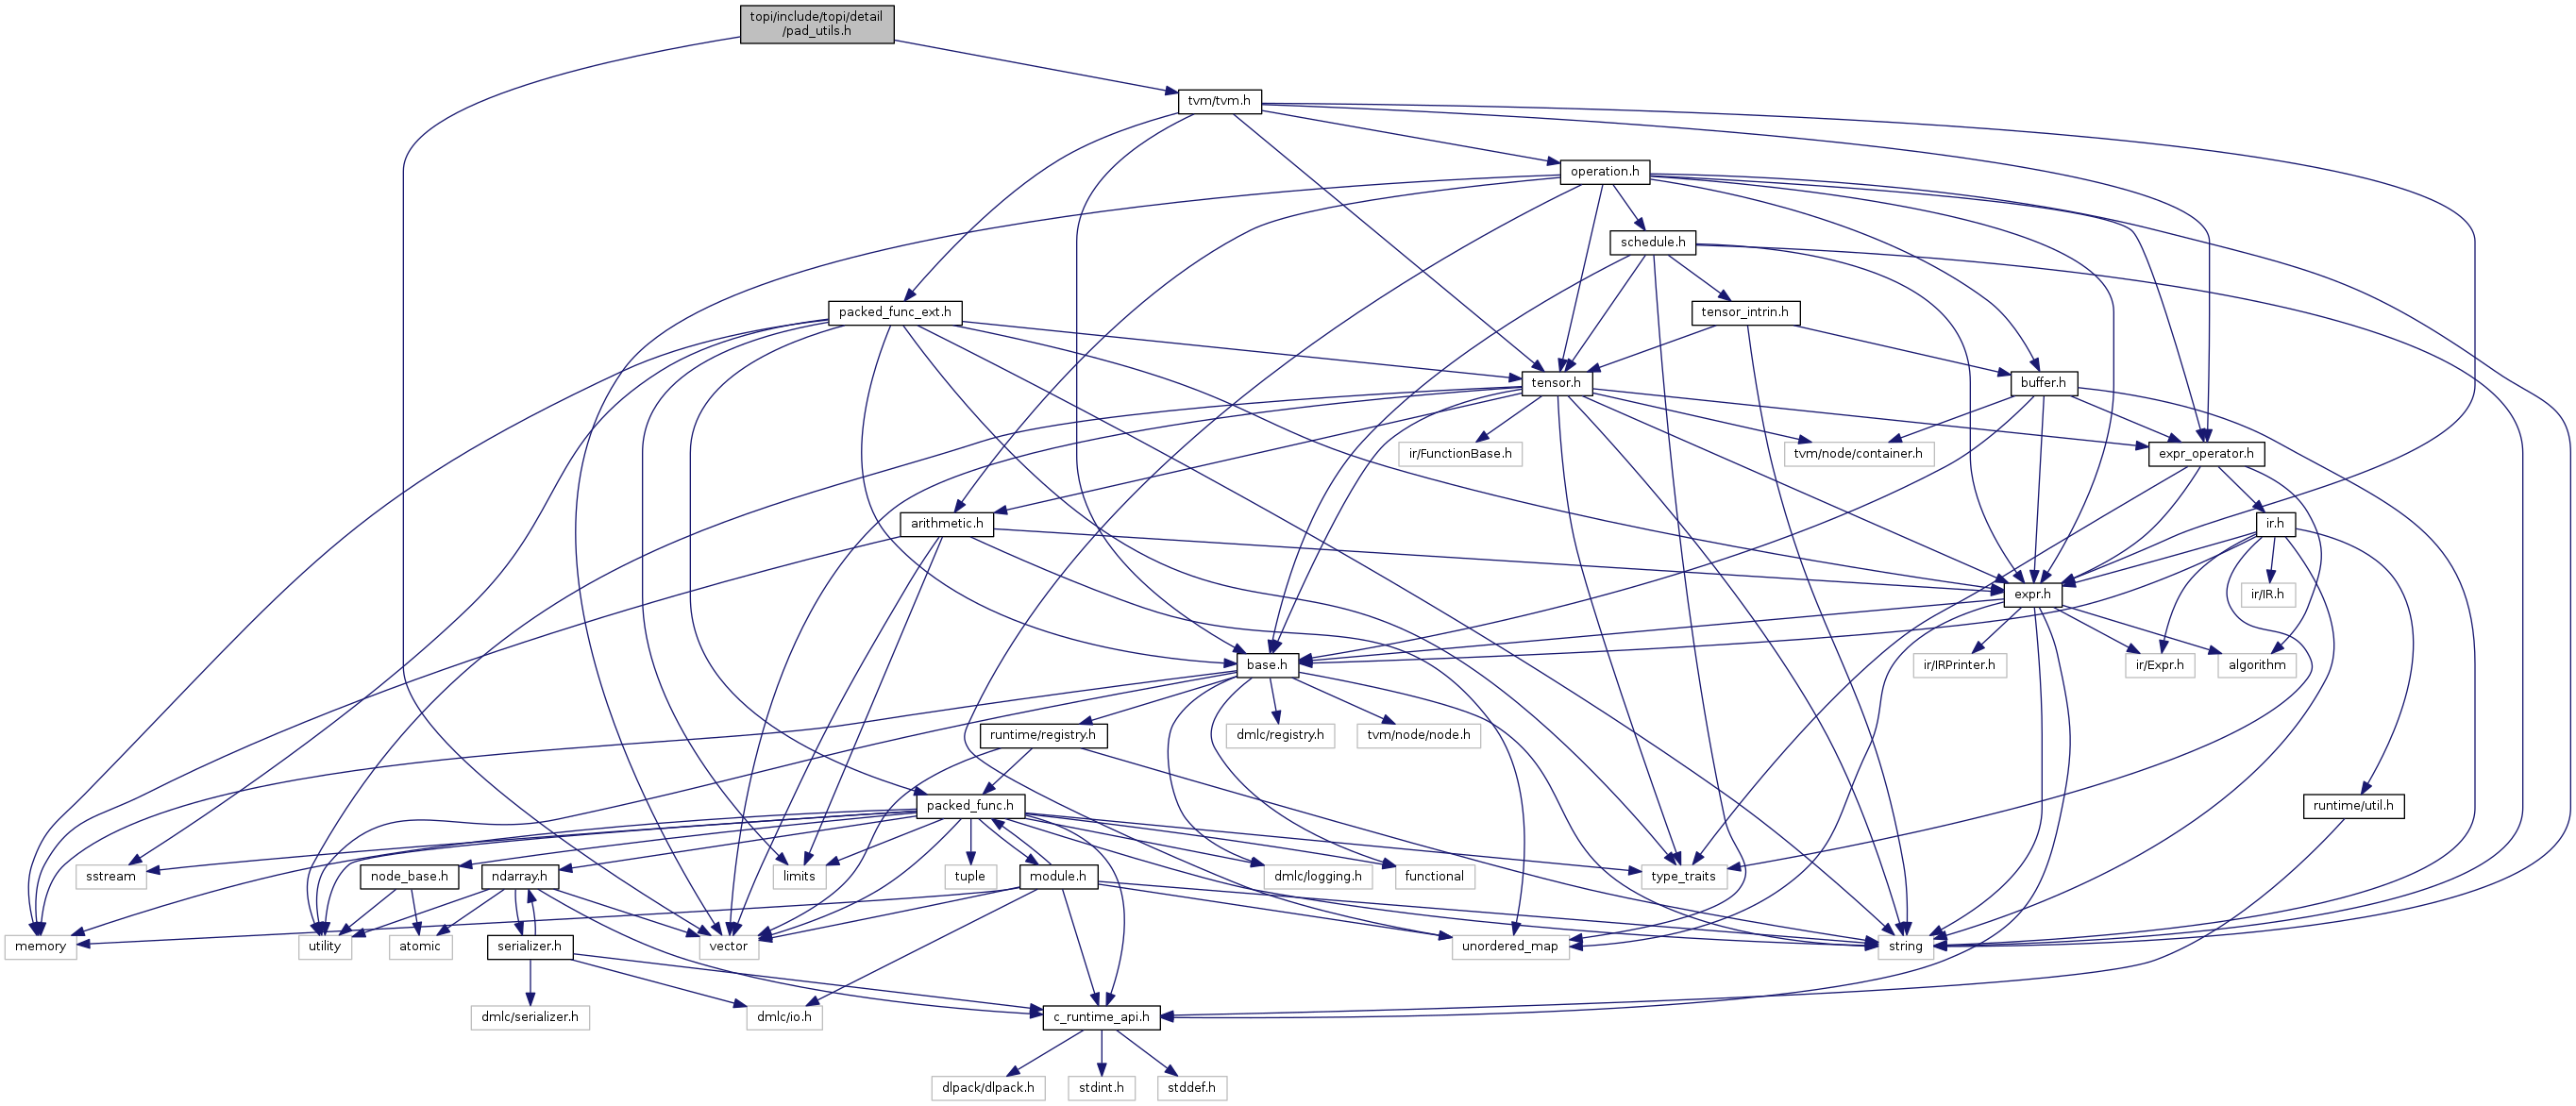 topi/include/topi/detail
/pad_utils.h
tvm/tvm.h
operation.h
schedule.h
packed_func_ext.h
tensor_intrin.h
tensor.h
buffer.h
ir/FunctionBase.h
tvm/node/container.h
expr_operator.h
arithmetic.h
ir.h
expr.h
ir/IR.h
base.h
ir/IRPrinter.h
ir/Expr.h
algorithm
runtime/registry.h
dmlc/registry.h
tvm/node/node.h
packed_func.h
runtime/util.h
sstream
node_base.h
ndarray.h
limits
tuple
module.h
dmlc/logging.h
functional
type_traits
memory
utility
atomic
serializer.h
vector
unordered_map
string
dmlc/serializer.h
dmlc/io.h
c_runtime_api.h
dlpack/dlpack.h
stdint.h
stddef.h